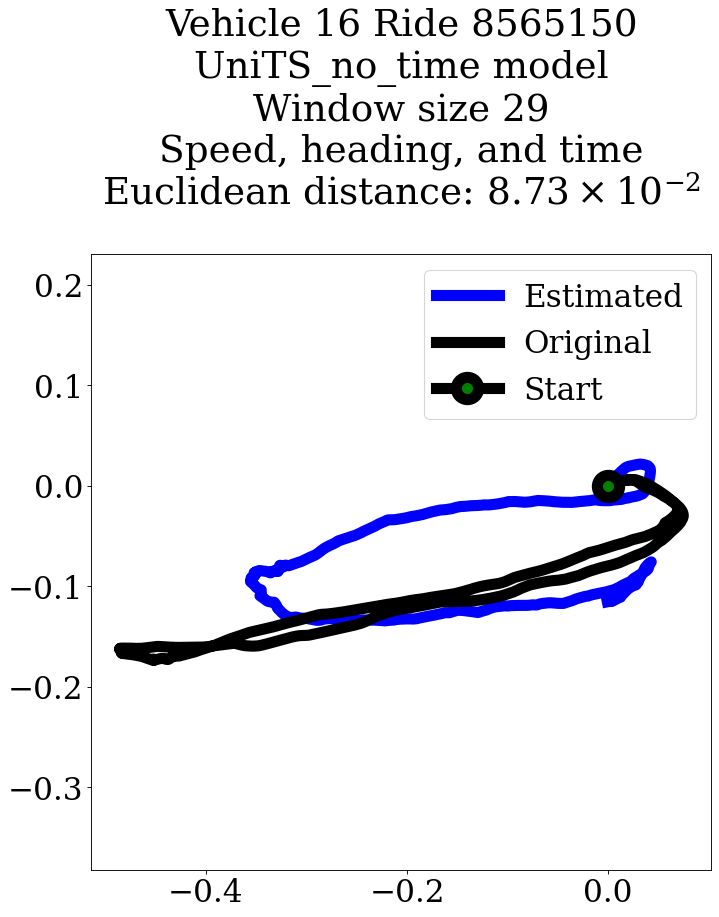 Vehicle 16 Ride 8565150
UniTS_no_time model
Window size 29
Speed, heading, and time
Euclidean distance: 8.73 × 10⁻²
Estimated
Original
Start
0.2
0.1
0.0
−0.1
−0.2
−0.3
−0.4 −0.2 0.0